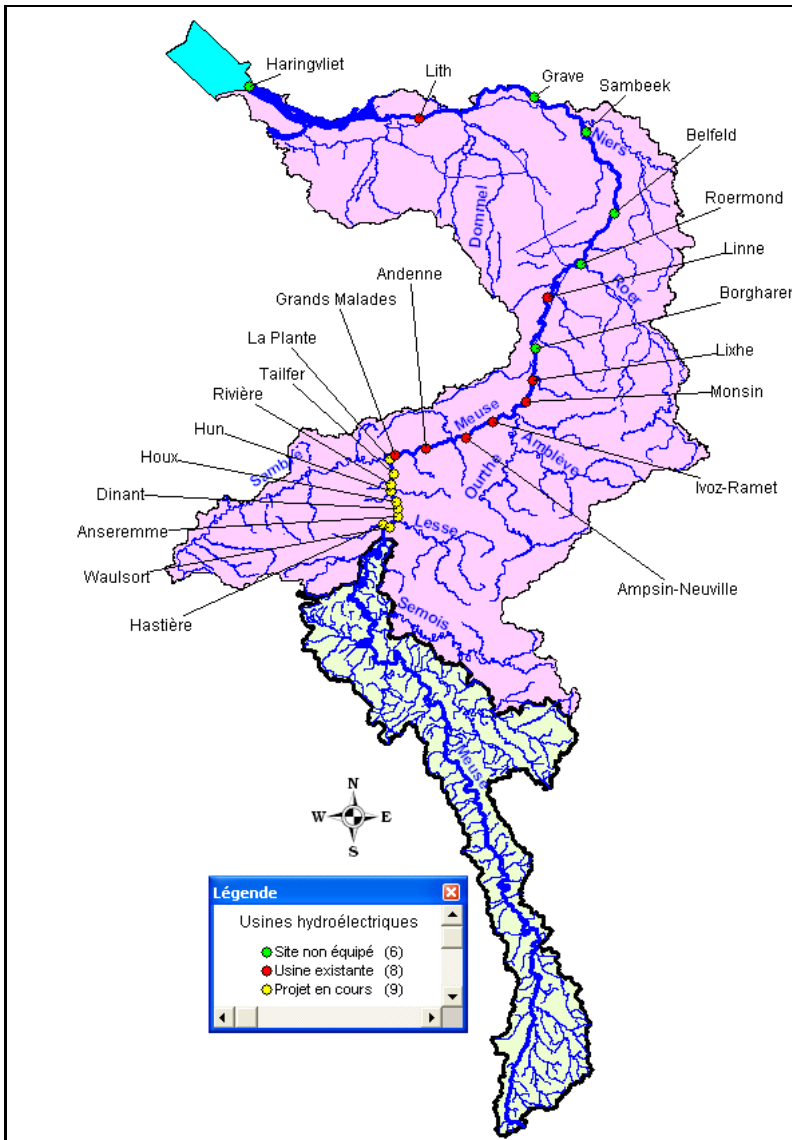 Haringvliet
Lith
Grave
Sambeek
Niers
Belfeld
Roermond
Dommel
Linne
Andenne
Roer
Grands Malades
Borgharen
La Plante
Tailfer
Lixhe
Rivière
Monsin
Meuse
Hun
Amblève
Houx
Sambre
Ourthe
Ivoz-Ramet
Dinant
Lesse
Anseremme
Waulsort
Ampsin-Neuville
Hastière
Semois
Meuse
N
W E
S
Légende
Usines hydroélectriques
Site non équipé (6)
Usine existante (8)
Projet en cours (9)